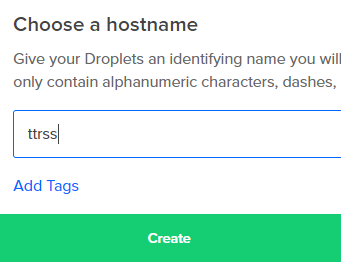 Choose a hostname
Give your Droplets an identifying name you will
only contain alphanumeric characters, dashes,
ttrss
Add Tags
Create